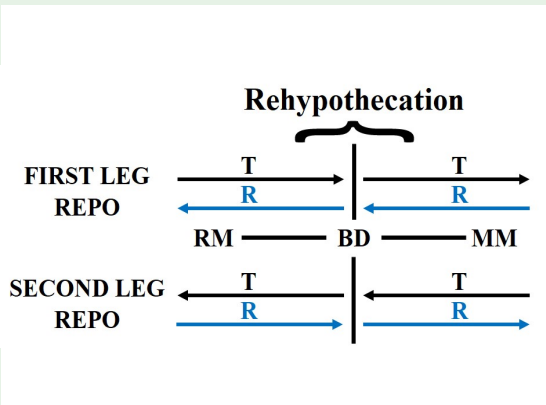 Rehypothecation
FIRST LEG
REPO
T
R
T
R
RM BD MM
SECOND LEG
REPO
T
R
T
R